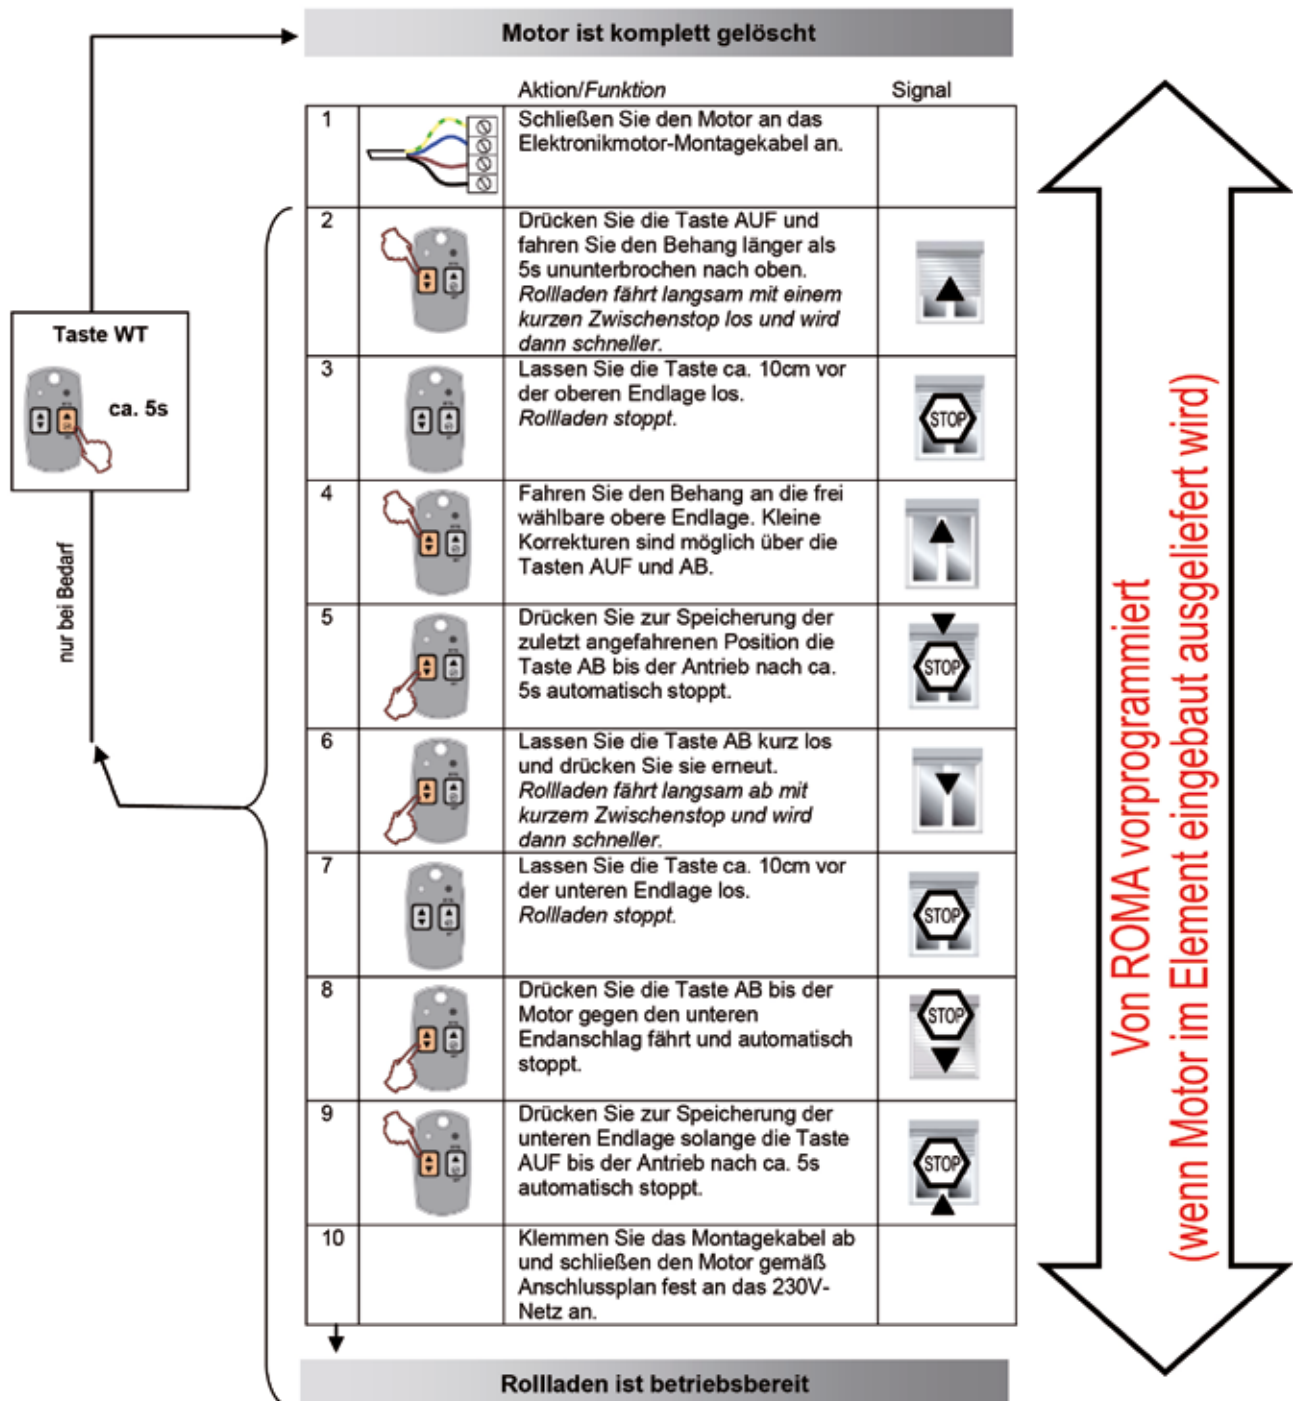 Motor ist komplett gelöscht
Aktion/Funktion
Signal
1
Schließen Sie den Motor an das
Elektronikmotor-Montagekabel an.
2
Drücken Sie die Taste AUF und
fahren Sie den Behang länger als
5s ununterbrochen nach oben.
Rollladen fährt langsam mit einem
kurzen Zwischenstop los und wird
dann schneller.
3
Lassen Sie die Taste ca. 10cm vor
der oberen Endlage los.
Rollladen stoppt.
STOP
4
Fahren Sie den Behang an die frei
wählbare obere Endlage. Kleine
Korrekturen sind möglich über die
Tasten AUF und AB.
5
Drücken Sie zur Speicherung der
zuletzt angefahrenen Position die
Taste AB bis der Antrieb nach ca.
5s automatisch stoppt.
STOP
6
Lassen Sie die Taste AB kurz los
und drücken Sie sie erneut.
Rollladen fährt langsam ab mit
kurzem Zwischenstop und wird
dann schneller.
7
Lassen Sie die Taste ca. 10cm vor
der unteren Endlage los.
Rollladen stoppt.
STOP
8
Drücken Sie die Taste AB bis der
Motor gegen den unteren
Endanschlag fährt und automatisch
stoppt.
STOP
9
Drücken Sie zur Speicherung der
unteren Endlage solange die Taste
AUF bis der Antrieb nach ca. 5s
automatisch stoppt.
STOP
10
Klemmen Sie das Montagekabel ab
und schließen den Motor gemäß
Anschlussplan fest an das 230V-
Netz an.
Rollladen ist betriebsbereit
Taste WT
ca. 5s
nur bei Bedarf
Von ROMA vorprogrammiert
(wenn Motor im Element eingebaut ausgeliefert wird)